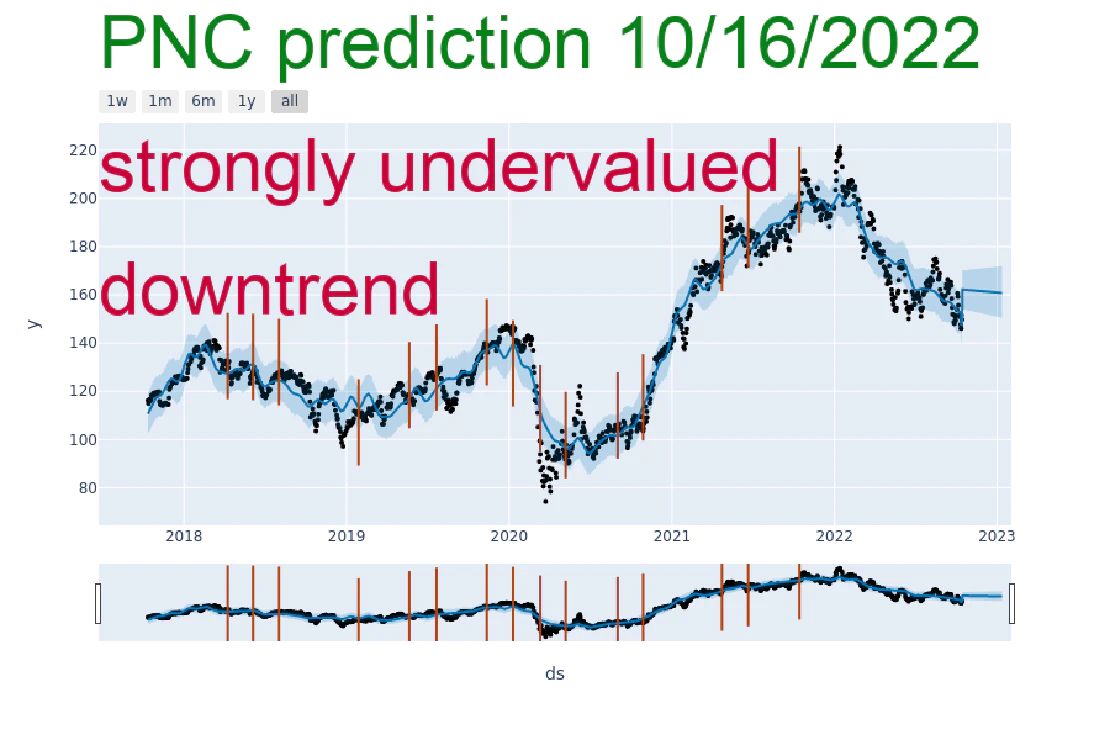 PNC prediction 10/16/2022
1w 1m 6m 1y all
strongly undervalued
downtrend
220
200
180
160
140
120
100
80
y
2018 2019 2020 2021 2022 2023
ds